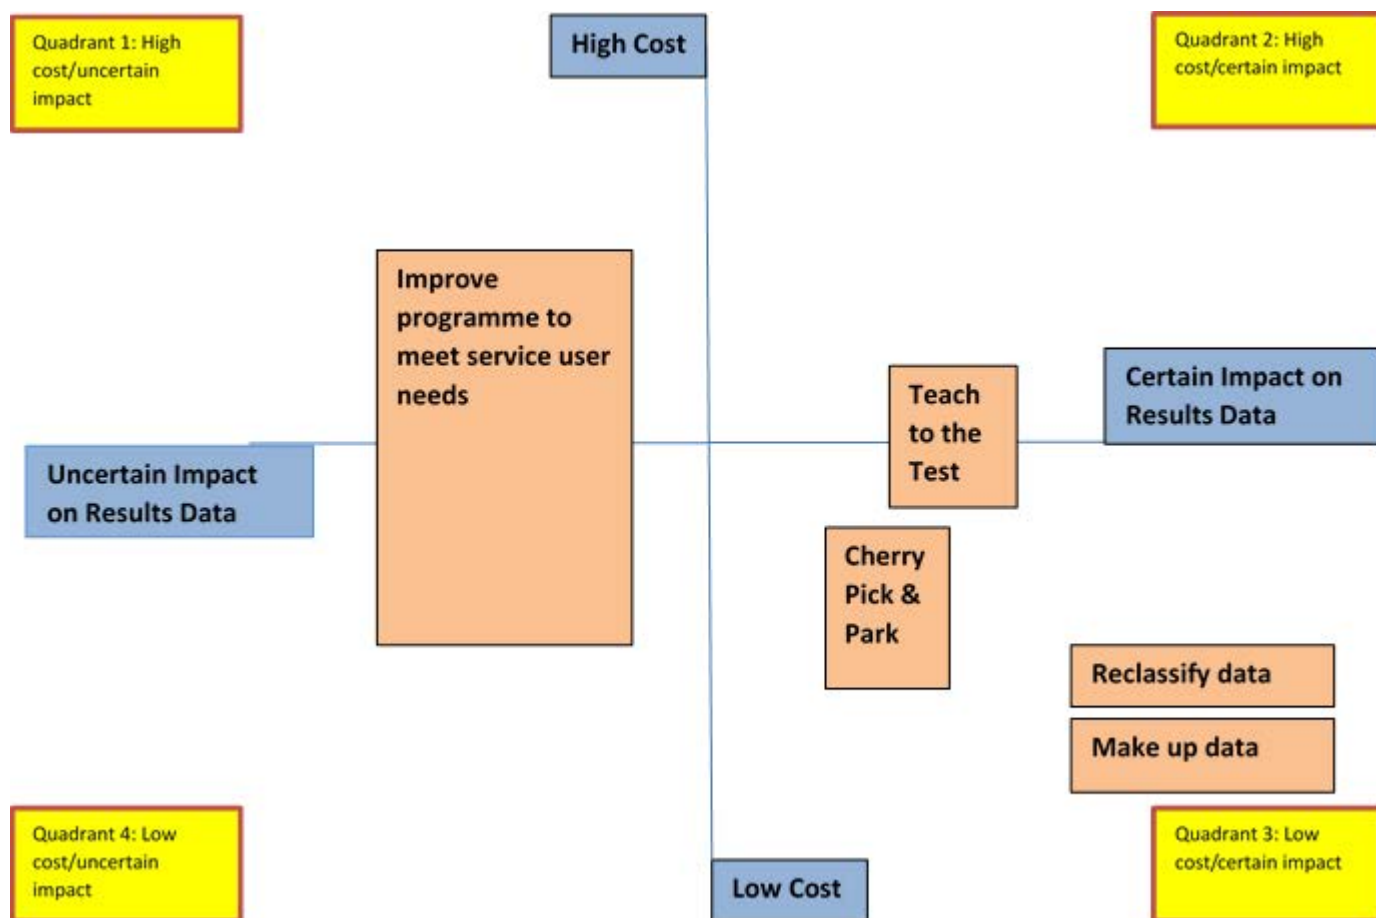 Quadrant 1: High
cost/uncertain
impact
High Cost
Quadrant 2: High
cost/certain impact
Improve
programme to
meet service user
needs
Teach
to the
Test
Certain Impact on
Results Data
Uncertain Impact
on Results Data
Cherry
Pick &
Park
Reclassify data
Make up data
Quadrant 4: Low
cost/uncertain
impact
Low Cost
Quadrant 3: Low
cost/certain impact